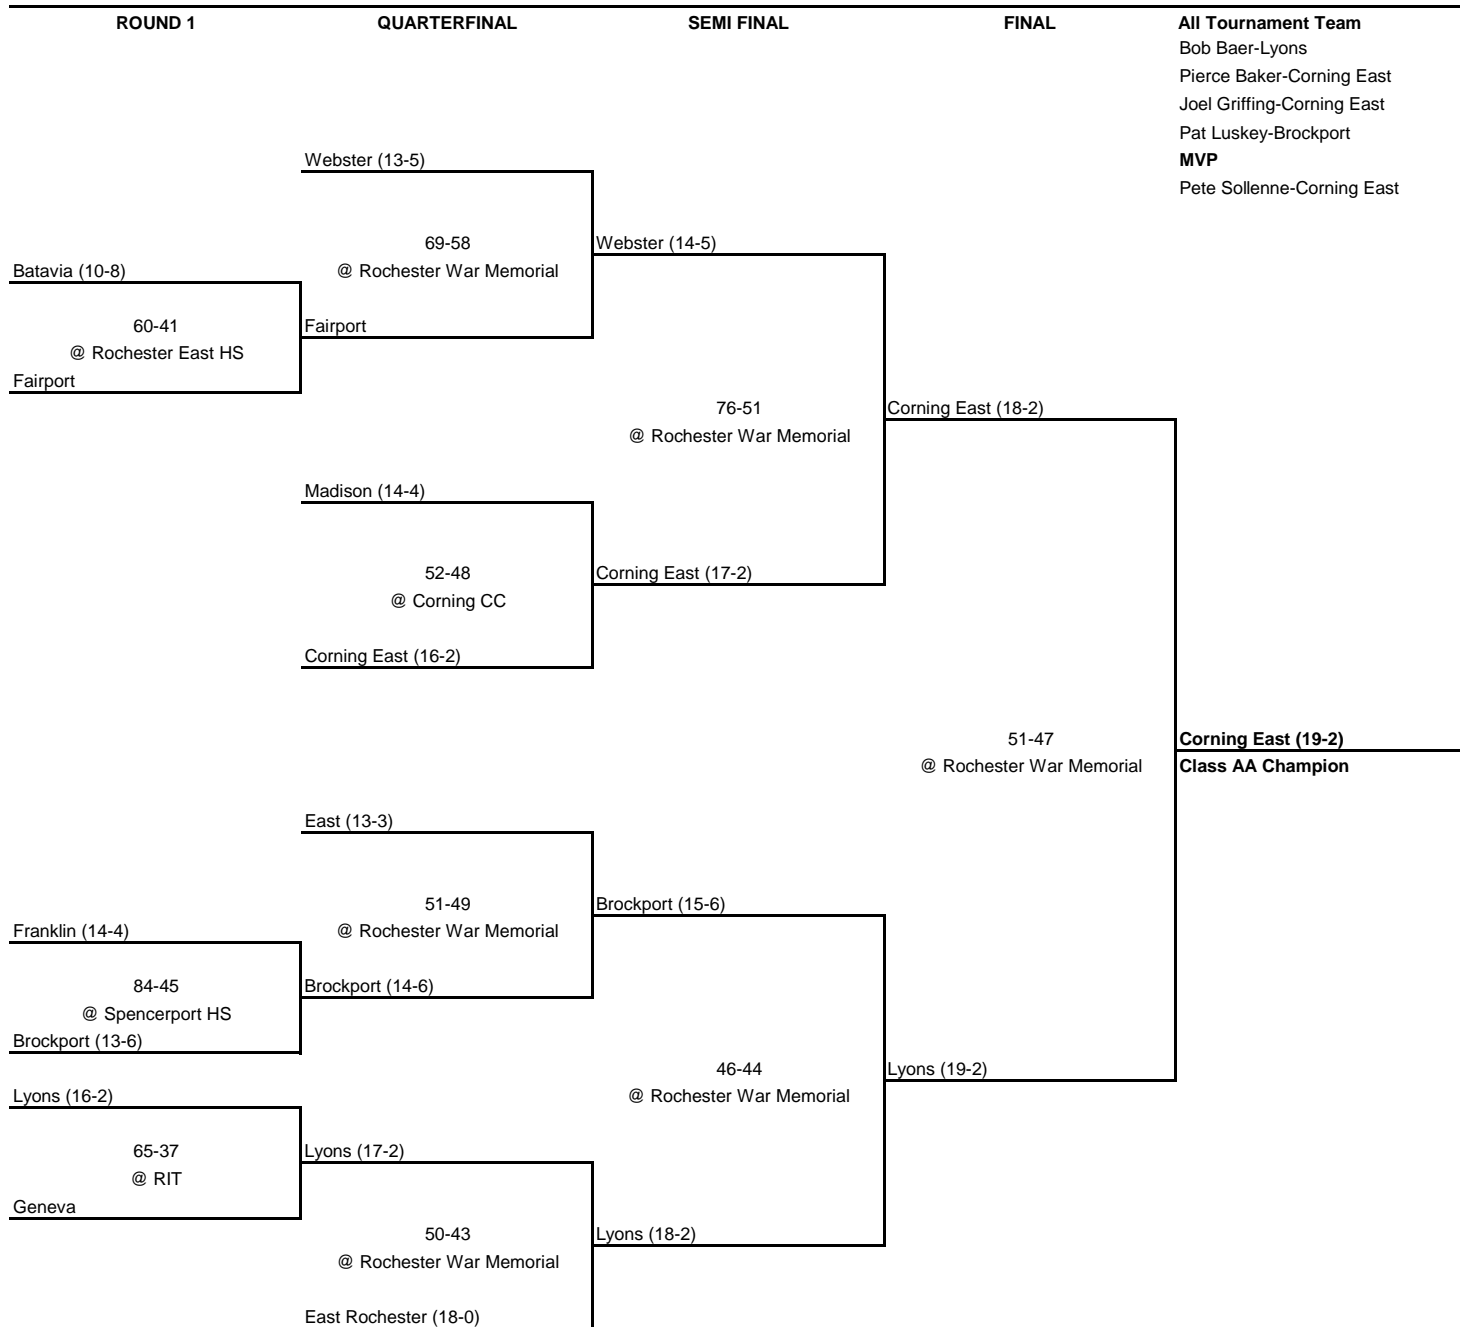 ROUND 1 QUARTERFINAL SEMI FINAL FINAL All Tournament Team
Bob Baer-Lyons
Pierce Baker-Corning East
Joel Griffing-Corning East
Pat Luskey-Brockport
Webster (13-5) MVP
Pete Sollenne-Corning East
69-58 Webster (14-5)
Batavia (10-8) @ Rochester War Memorial
60-41 Fairport
@ Rochester East HS
Fairport
76-51 Corning East (18-2)
@ Rochester War Memorial
Madison (14-4)
52-48 Corning East (17-2)
@ Corning CC
Corning East (16-2)
51-47 Corning East (19-2)
@ Rochester War Memorial Class AA Champion
East (13-3)
51-49 Brockport (15-6)
Franklin (14-4) @ Rochester War Memorial
84-45 Brockport (14-6)
@ Spencerport HS
Brockport (13-6)
46-44 Lyons (19-2)
Lyons (16-2) @ Rochester War Memorial
65-37 Lyons (17-2)
@ RIT
Geneva
50-43 Lyons (18-2)
@ Rochester War Memorial
East Rochester (18-0)